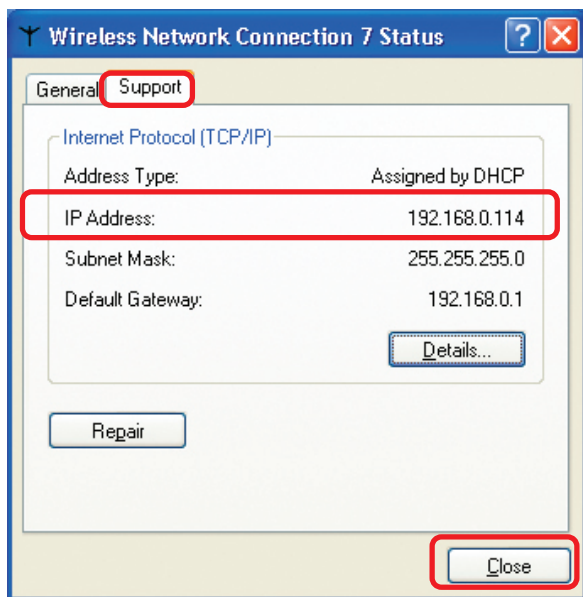 Wireless Network Connection 7 Status
General Support
Internet Protocol (TCP/IP)
Address Type: Assigned by DHCP
IP Address: 192.168.0.114
Subnet Mask: 255.255.255.0
Default Gateway: 192.168.0.1
Details...
Repair
Close